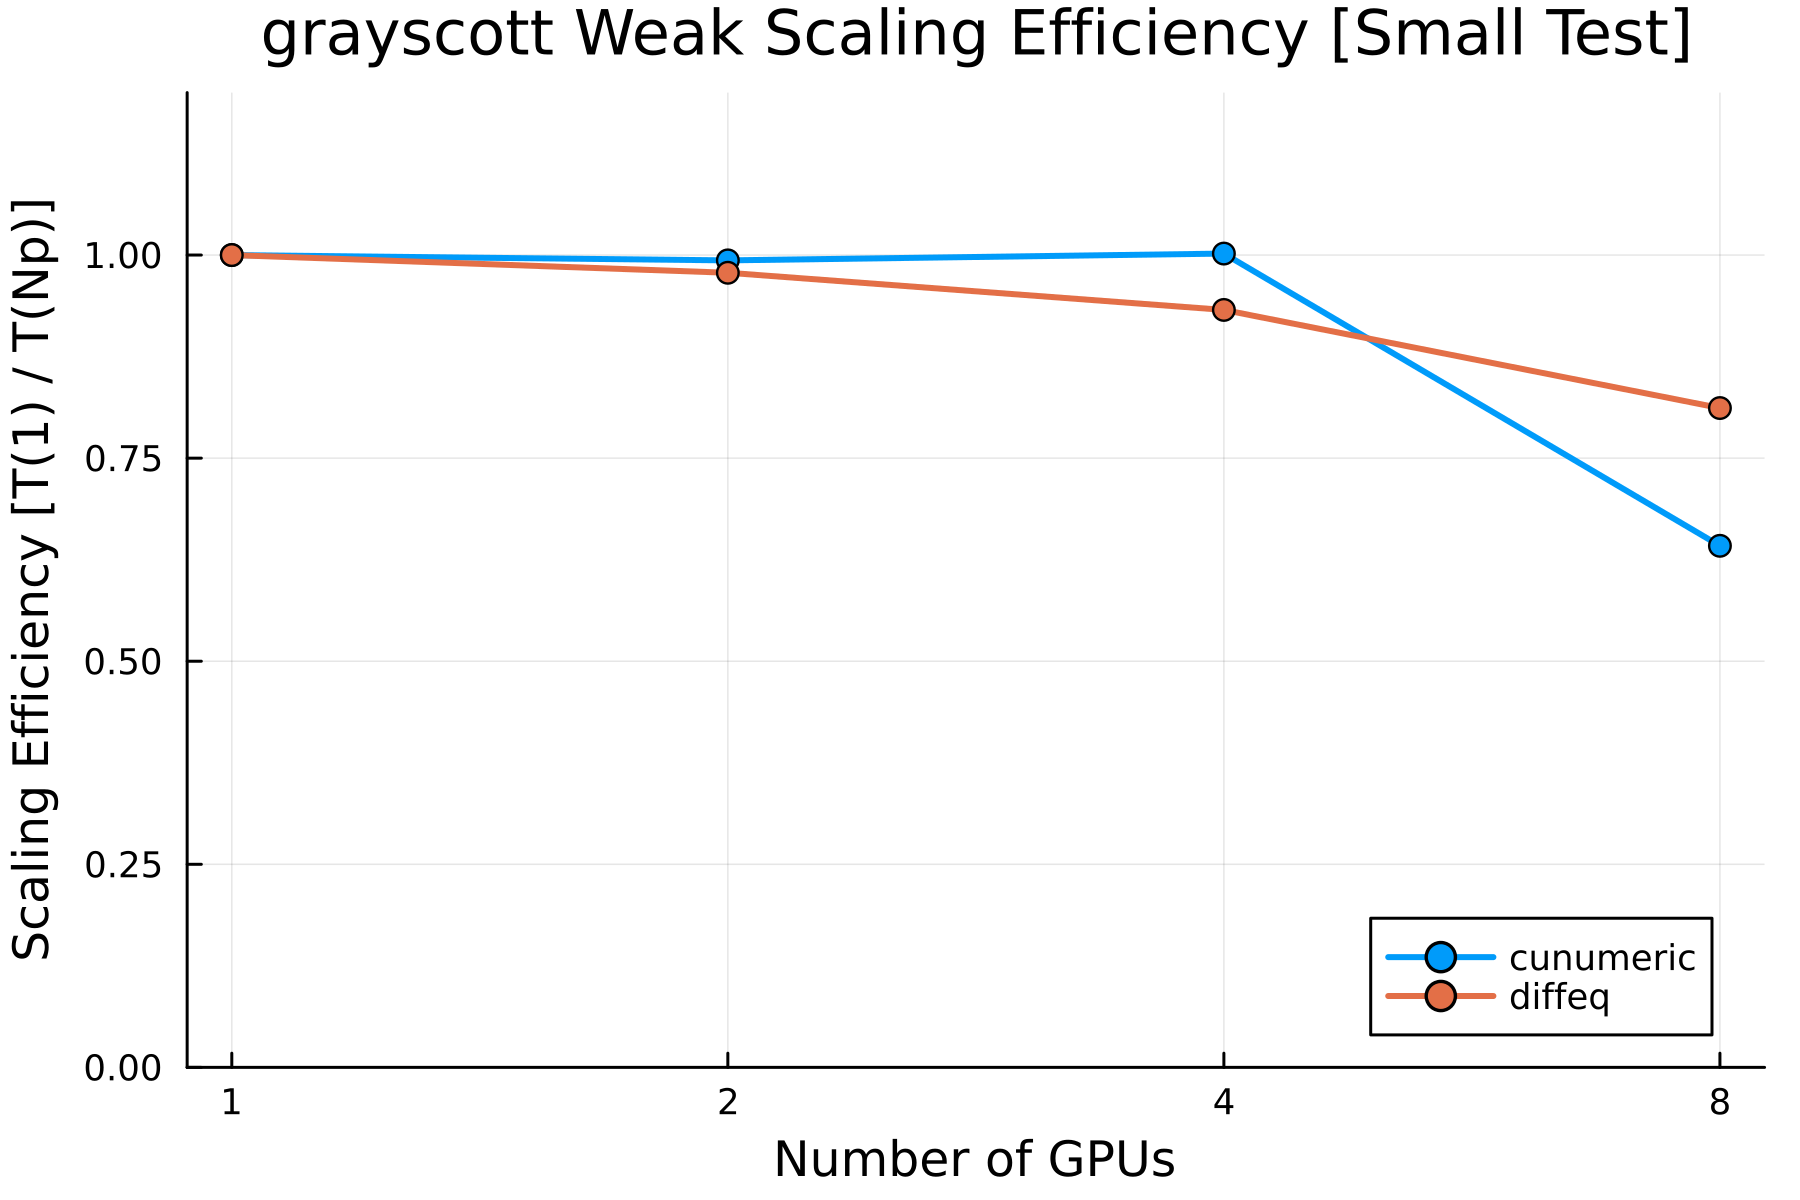 grayscott Weak Scaling Efficiency [Small Test]
Scaling Efficiency [T(1) / T(Np)]
1.00
0.75
0.50
0.25
0.00
cunumeric
diffeq
1
2
4
8
Number of GPUs